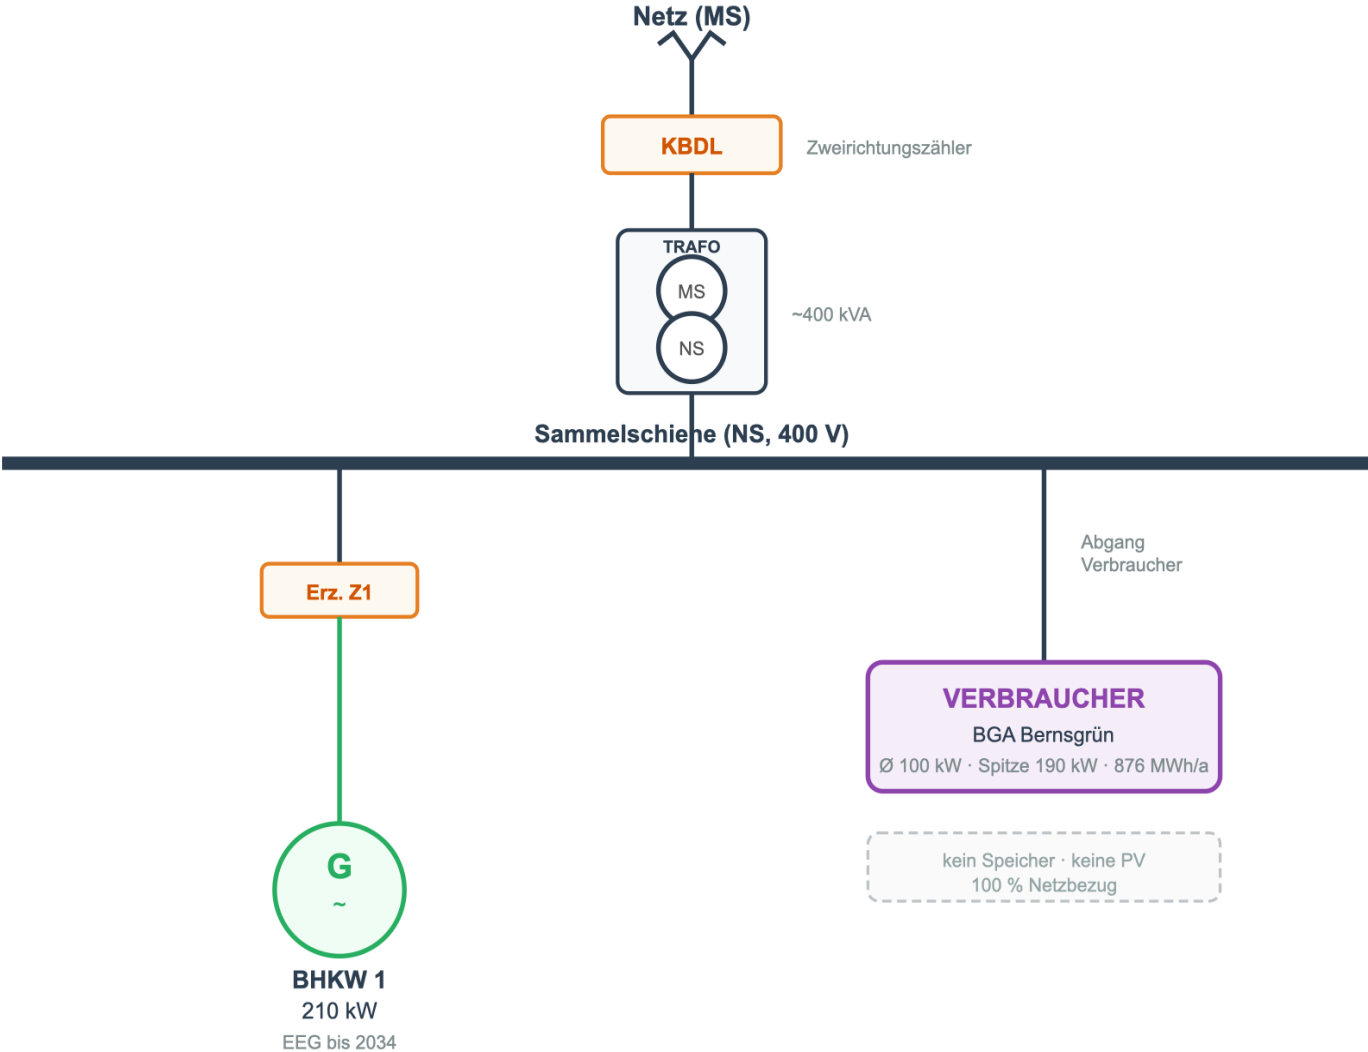 Netz (MS)
KBDL
Zweirichtungszähler
TRAFO
MS
~400 kVA
NS
Sammelschiene (NS, 400 V)
Abgang
Verbraucher
Erz. Z1
VERBRAUCHER
BGA Bernsgrün
Ø 100 kW · Spitze 190 kW · 876 MWh/a
kein Speicher · keine PV
100 % Netzbezug
G
~
BHKW 1
210 kW
EEG bis 2034